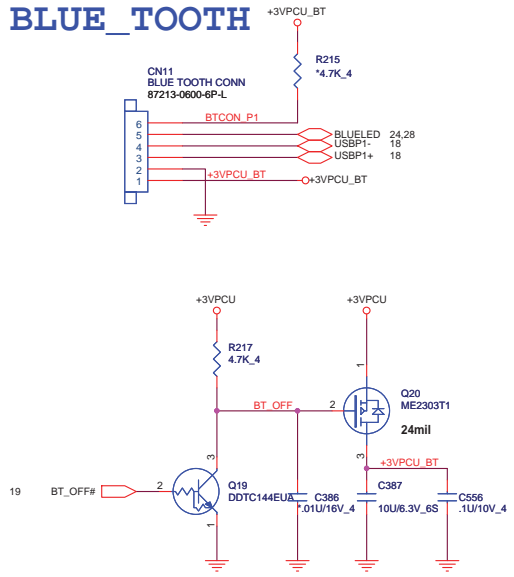 BLUE_TOOTH
+3VPCU_BT
R215
*4.7K_4
CN11
BLUE TOOTH CONN
87213-0600-6P-L
6
BTCON_P1
5
BLUELED 24,28
4
USBP1- 18
3
USBP1+ 18
2
1
+3VPCU_BT
+3VPCU_BT
+3VPCU
+3VPCU
R217
4.7K_4
1
Q20
ME2303T1
BT_OFF
2
24mil
3
3
+3VPCU_BT
19 BT_OFF#
2
Q19
DDTC144EUA
1
C386
*.01U/16V_4
C387
10U/6.3V_6S
C556
.1U/10V_4